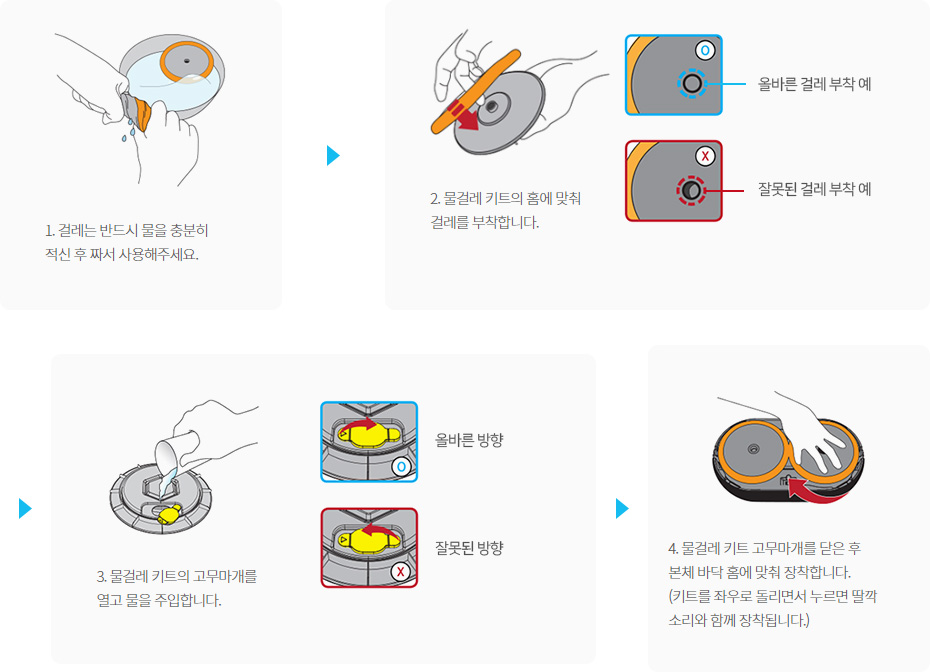 1. 걸레는 반드시 물을 충분히
적신 후 짜서 사용해주세요.
2. 물걸레 키트의 홈에 맞춰
걸레를 부착합니다.
O
올바른 걸레 부착 예
X
잘못된 걸레 부착 예
3. 물걸레 키트의 고무마개를
열고 물을 주입합니다.
O
올바른 방향
X
잘못된 방향
4. 물걸레 키트 고무마개를 닫은 후
본체 바닥 홈에 맞춰 장착합니다.
(키트를 좌우로 돌리면서 누르면 딸깍
소리와 함께 장착됩니다.)